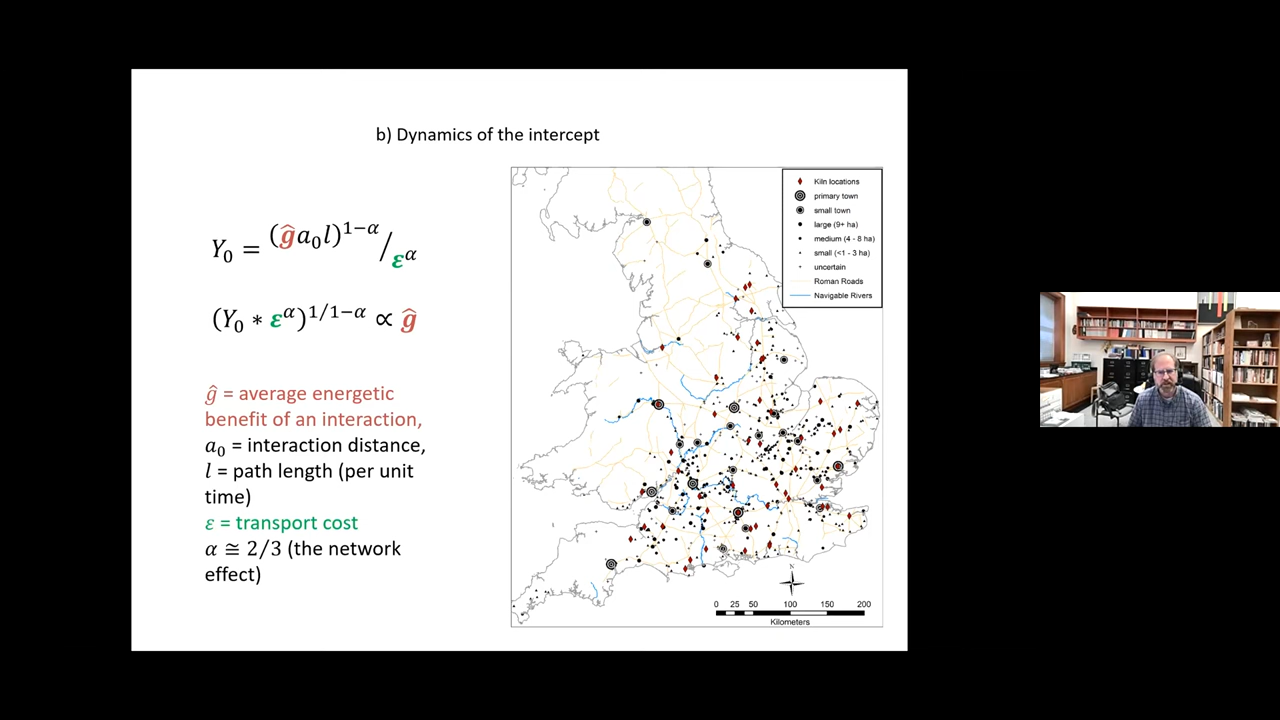 b) Dynamics of the intercept
Y₀ = (ĝa₀l)¹⁻ᵅ/εᵅ
(Y₀ * εᵅ)¹/¹⁻ᵅ ∝ ĝ
ĝ = average energetic
benefit of an interaction,
a₀ = interaction distance,
l = path length (per unit
time)
ε = transport cost
α ≅ 2/3 (the network
effect)
Kiln locations
primary town
small town
large (9+ ha)
medium (4 - 8 ha)
small (<1 - 3 ha)
uncertain
Roman Roads
Navigable Rivers
N
0 25 50 100 150 200
Kilometers